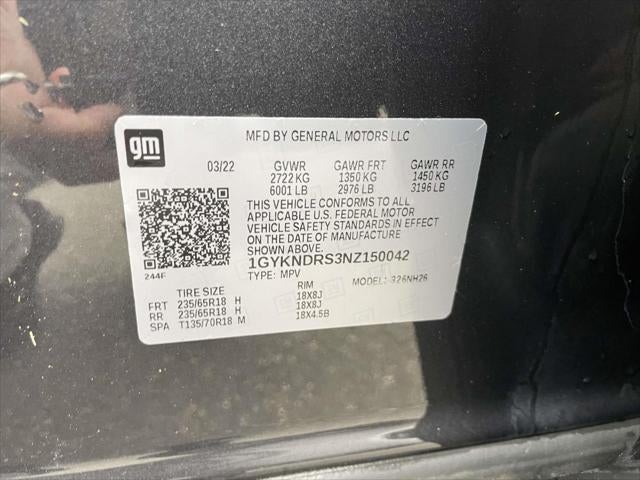 gm
MFD BY GENERAL MOTORS LLC
03/22 GVWR GAWR FRT GAWR RR
2722 KG 1350 KG 1450 KG
6001 LB 2976 LB 3196 LB
THIS VEHICLE CONFORMS TO ALL
APPLICABLE U.S. FEDERAL MOTOR
VEHICLE SAFETY STANDARDS IN EFFECT
ON THE DATE OF MANUFACTURE
1GYKNDRS3NZ150042
244F
TYPE: MPV MODEL: 326NH26
TIRE SIZE RIM
FRT 235/65R18 H 18X8J
RR 235/65R18 H 18X8J
SPA T135/70R18 M 18X4.5B